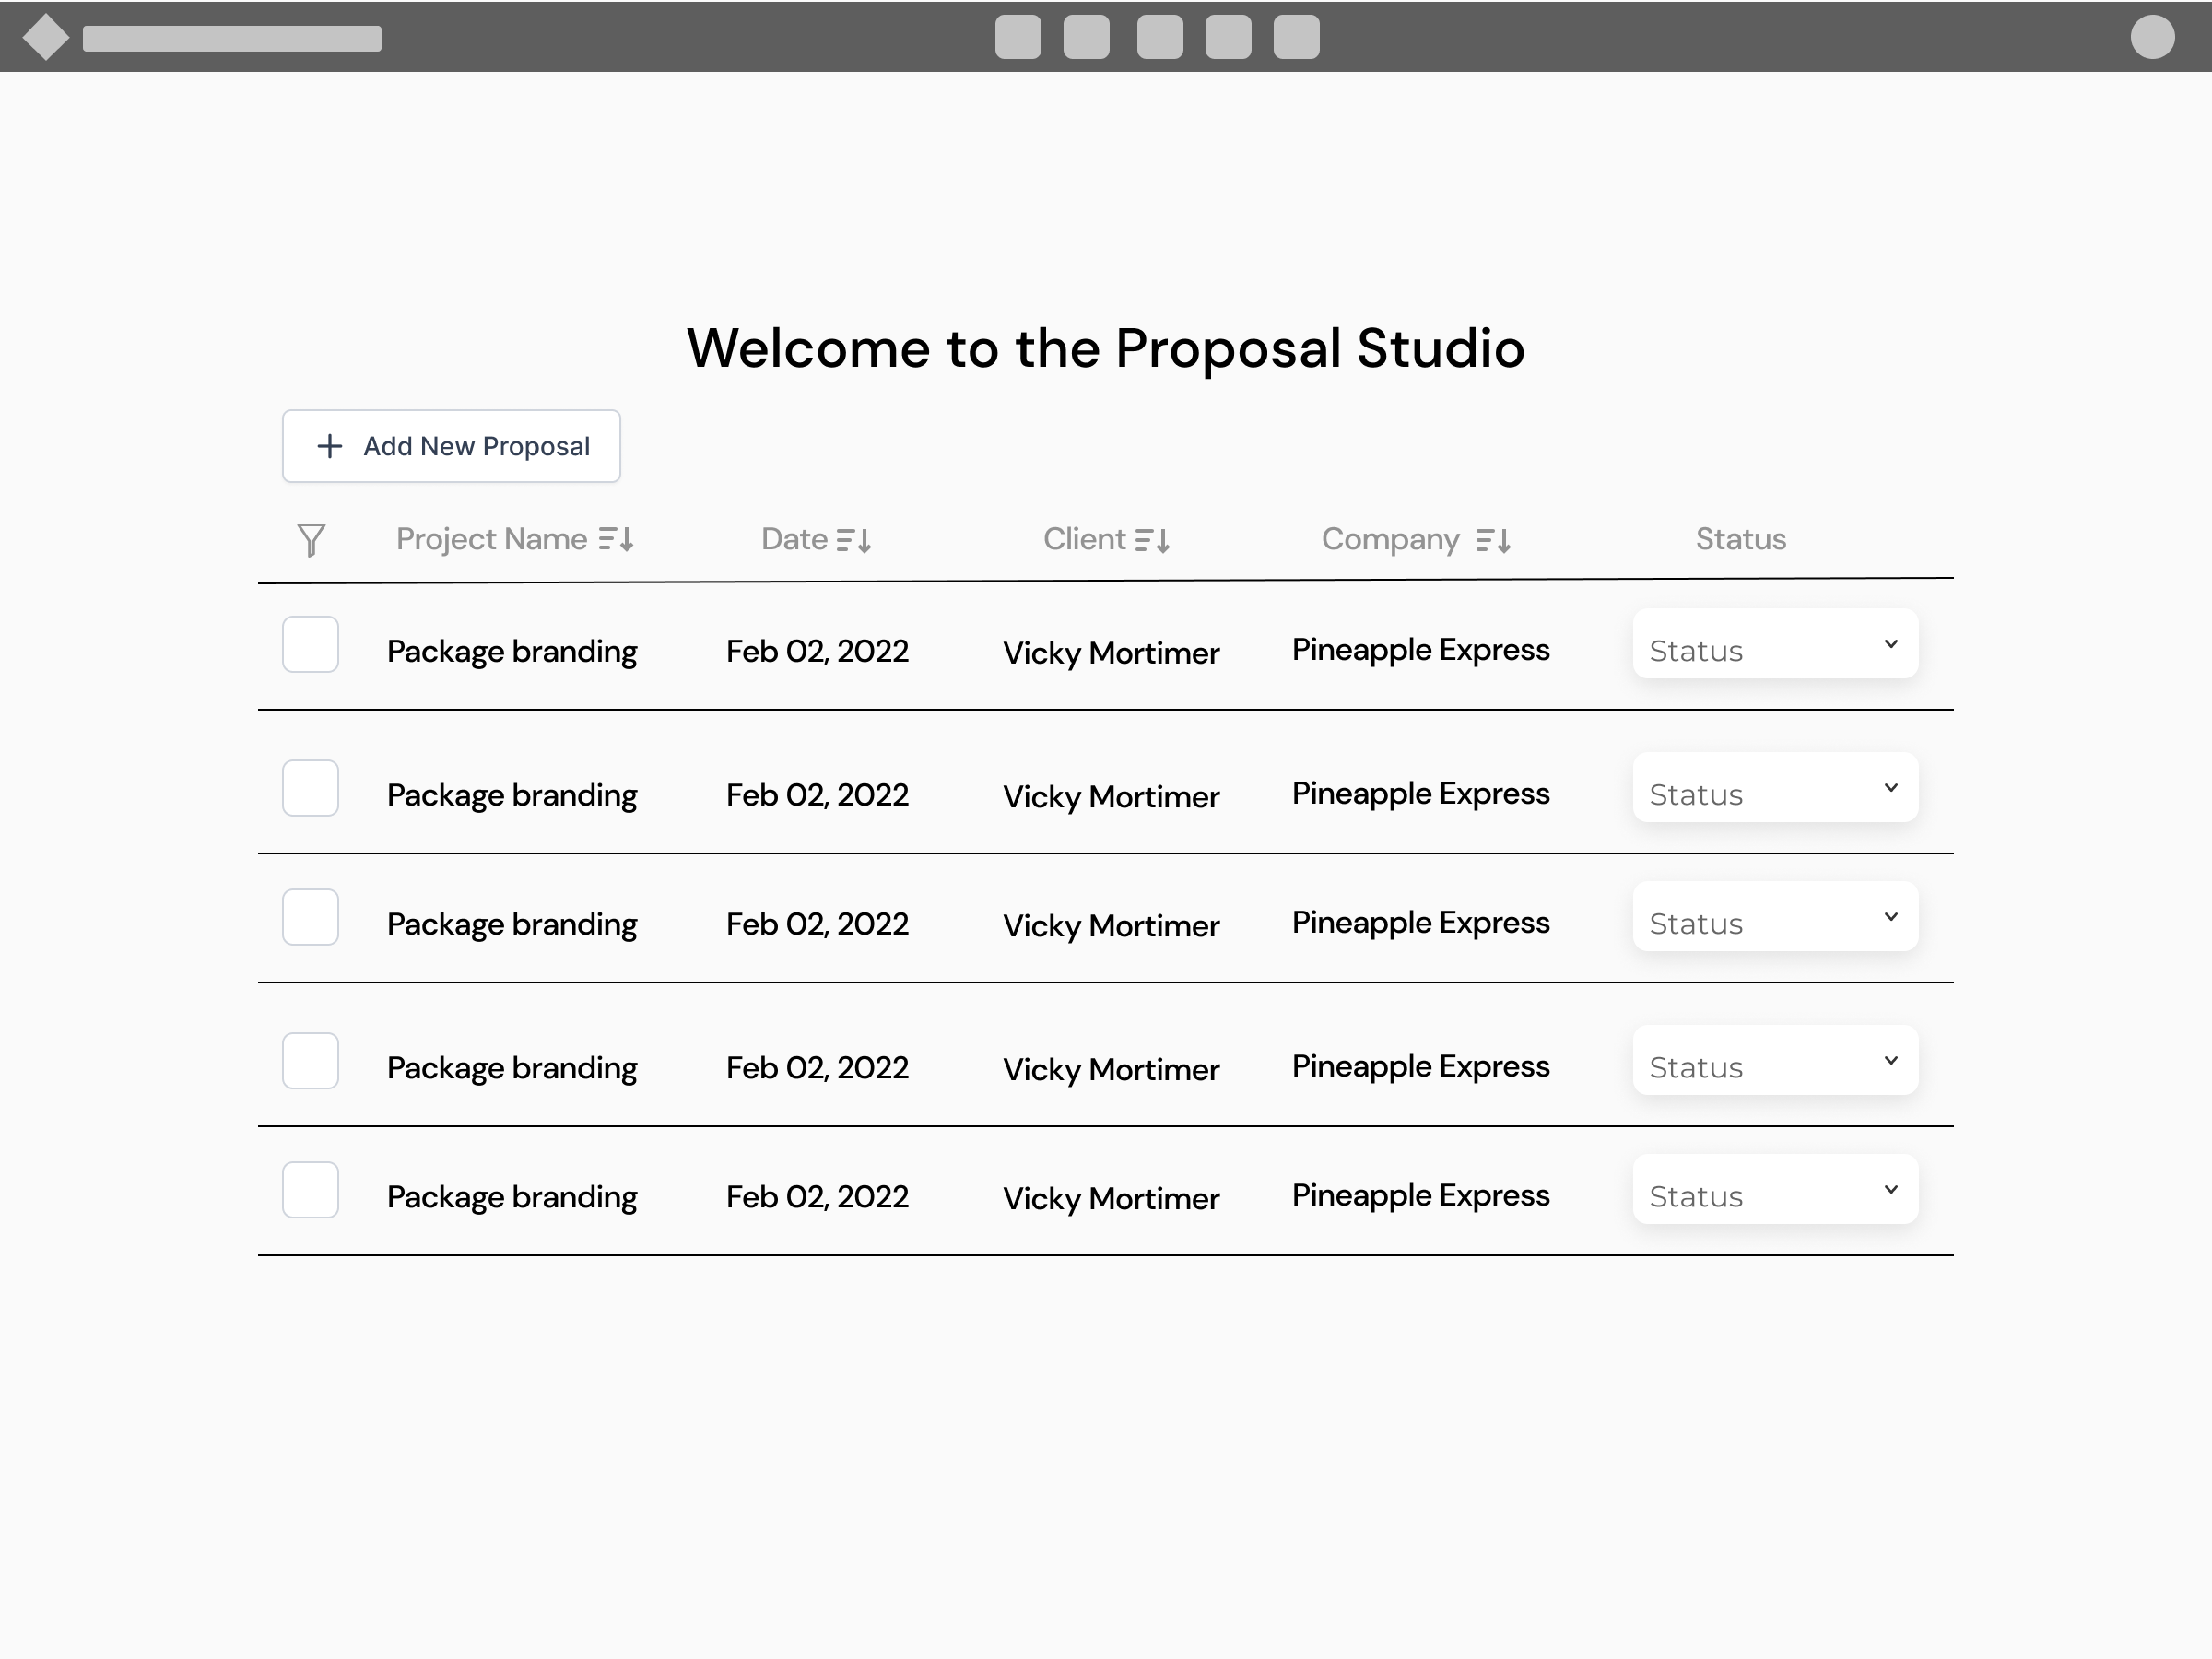 Welcome to the Proposal Studio
Add New Proposal
Project Name Date Client Company Status
Package branding Feb 02, 2022 Vicky Mortimer Pineapple Express Status
Package branding Feb 02, 2022 Vicky Mortimer Pineapple Express Status
Package branding Feb 02, 2022 Vicky Mortimer Pineapple Express Status
Package branding Feb 02, 2022 Vicky Mortimer Pineapple Express Status
Package branding Feb 02, 2022 Vicky Mortimer Pineapple Express Status